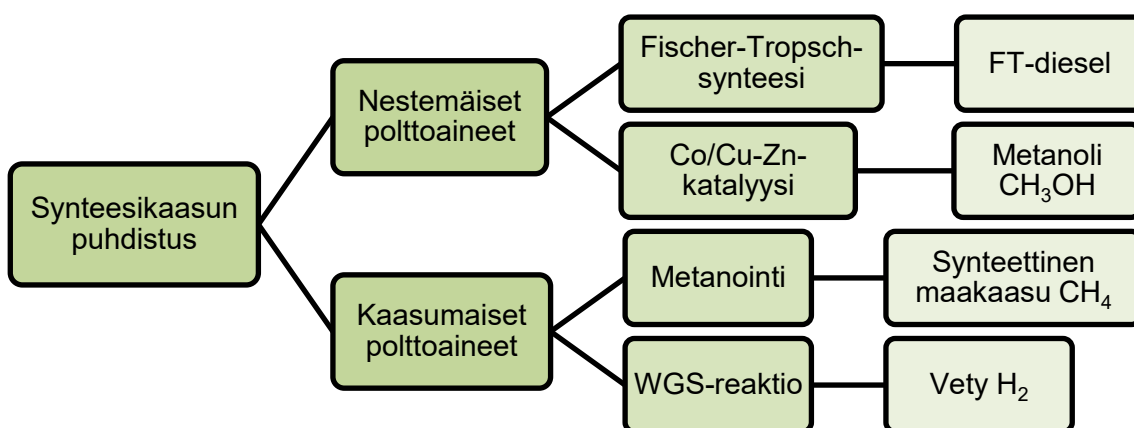 Synteesikaasun
puhdistus
Nestemäiset
polttoaineet
Fischer-Tropsch-
synteesi
FT-diesel
Co/Cu-Zn-
katalyysi
Metanoli
CH₃OH
Kaasumaiset
polttoaineet
Metanointi
Synteettinen
maakaasu CH₄
WGS-reaktio
Vety H₂